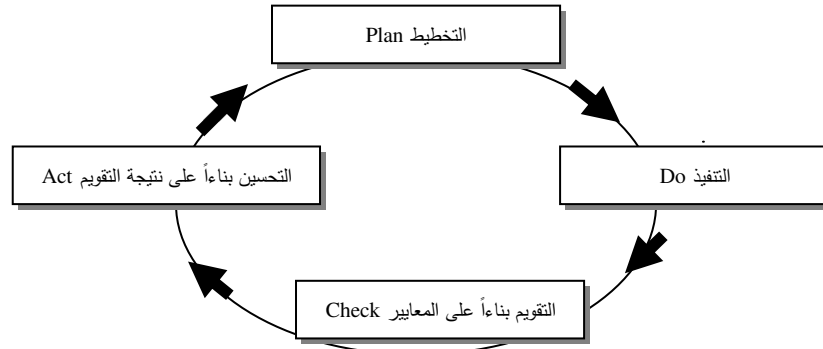 التخطيط Plan
التنفيذ Do
التقويم بناءاً على المعايير Check
التحسين بناءاً على نتيجة التقويم Act